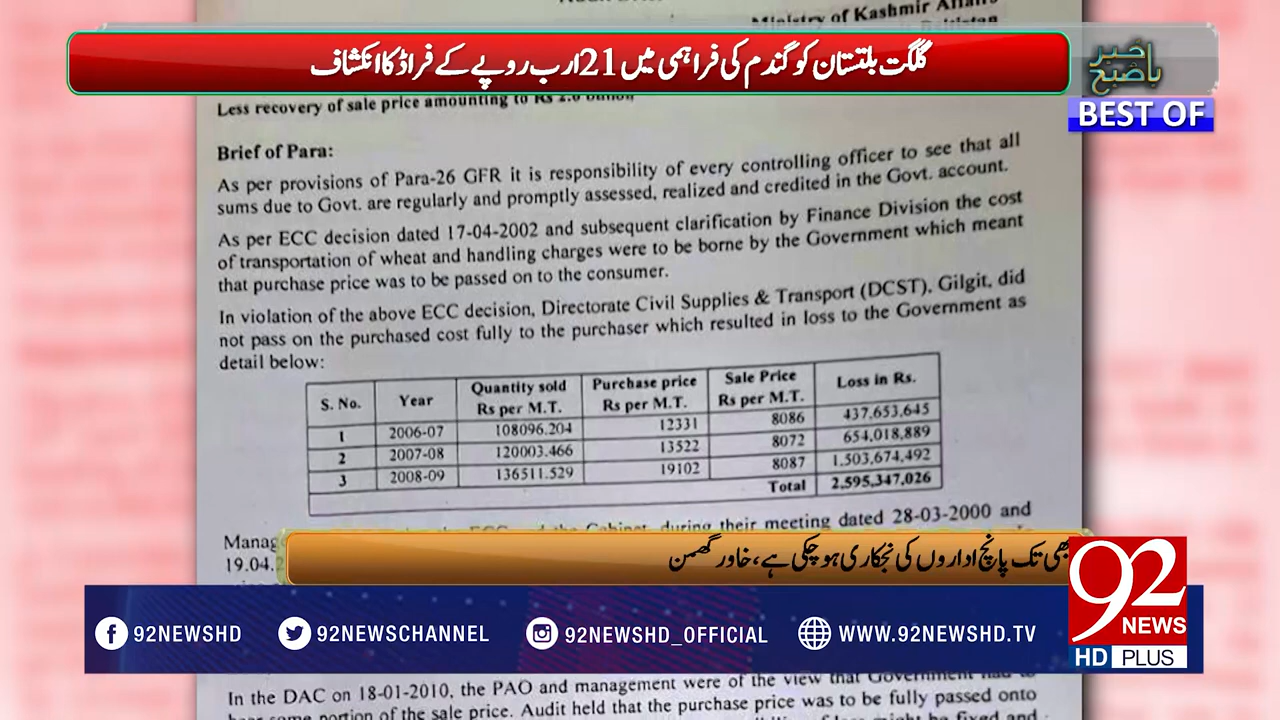 Ministry of Kashmir Affairs
گلگت بلتستان کو گندم کی فراہمی میں 21 ارب روپے کے فراڈ کا انکشاف
خبر
باصبح
BEST OF
Less recovery of sale price amounting to Rs 2.6 billion
Brief of Para:
As per provisions of Para-26 GFR it is responsibility of every controlling officer to see that all
sums due to Govt. are regularly and promptly assessed, realized and credited in the Govt. account.
As per ECC decision dated 17-04-2002 and subsequent clarification by Finance Division the cost
of transportation of wheat and handling charges were to be borne by the Government which meant
that purchase price was to be passed on to the consumer.
In violation of the above ECC decision, Directorate Civil Supplies & Transport (DCST), Gilgit, did
not pass on the purchased cost fully to the purchaser which resulted in loss to the Government as
detail below:
S. No. Year Quantity sold Rs per M.T. Purchase price Rs per M.T. Sale Price Rs per M.T. Loss in Rs.
1 2006-07 108096.204 12331 8086 437,653,645
2 2007-08 120003.466 13522 8072 654,018,889
3 2008-09 136511.529 19102 8087 1,503,674,492
Total 2,595,347,026
during their meeting dated 28-03-2000 and
19.04.2
بھی تک پانچ اداروں کی نجکاری ہو چکی ہے، خاور گھمن
92
NEWS
HD PLUS
92NEWSHD 92NEWSCHANNEL 92NEWSHD_OFFICIAL WWW.92NEWSHD.TV
In the DAC on 18-01-2010, the PAO and management were of the view that Government had to
bear some portion of the sale price. Audit held that the purchase price was to be fully passed onto